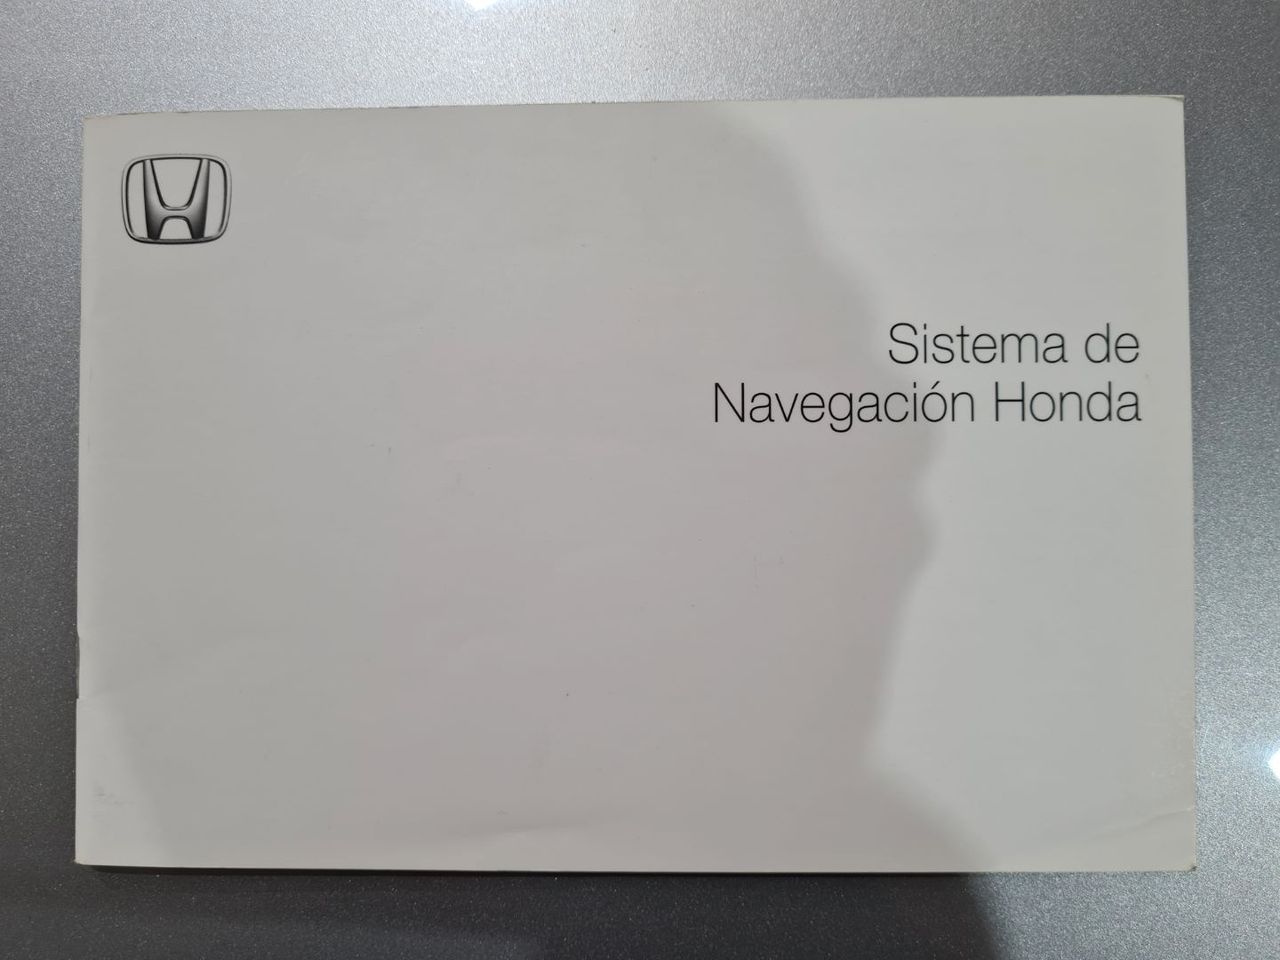 Sistema de
Navegación Honda